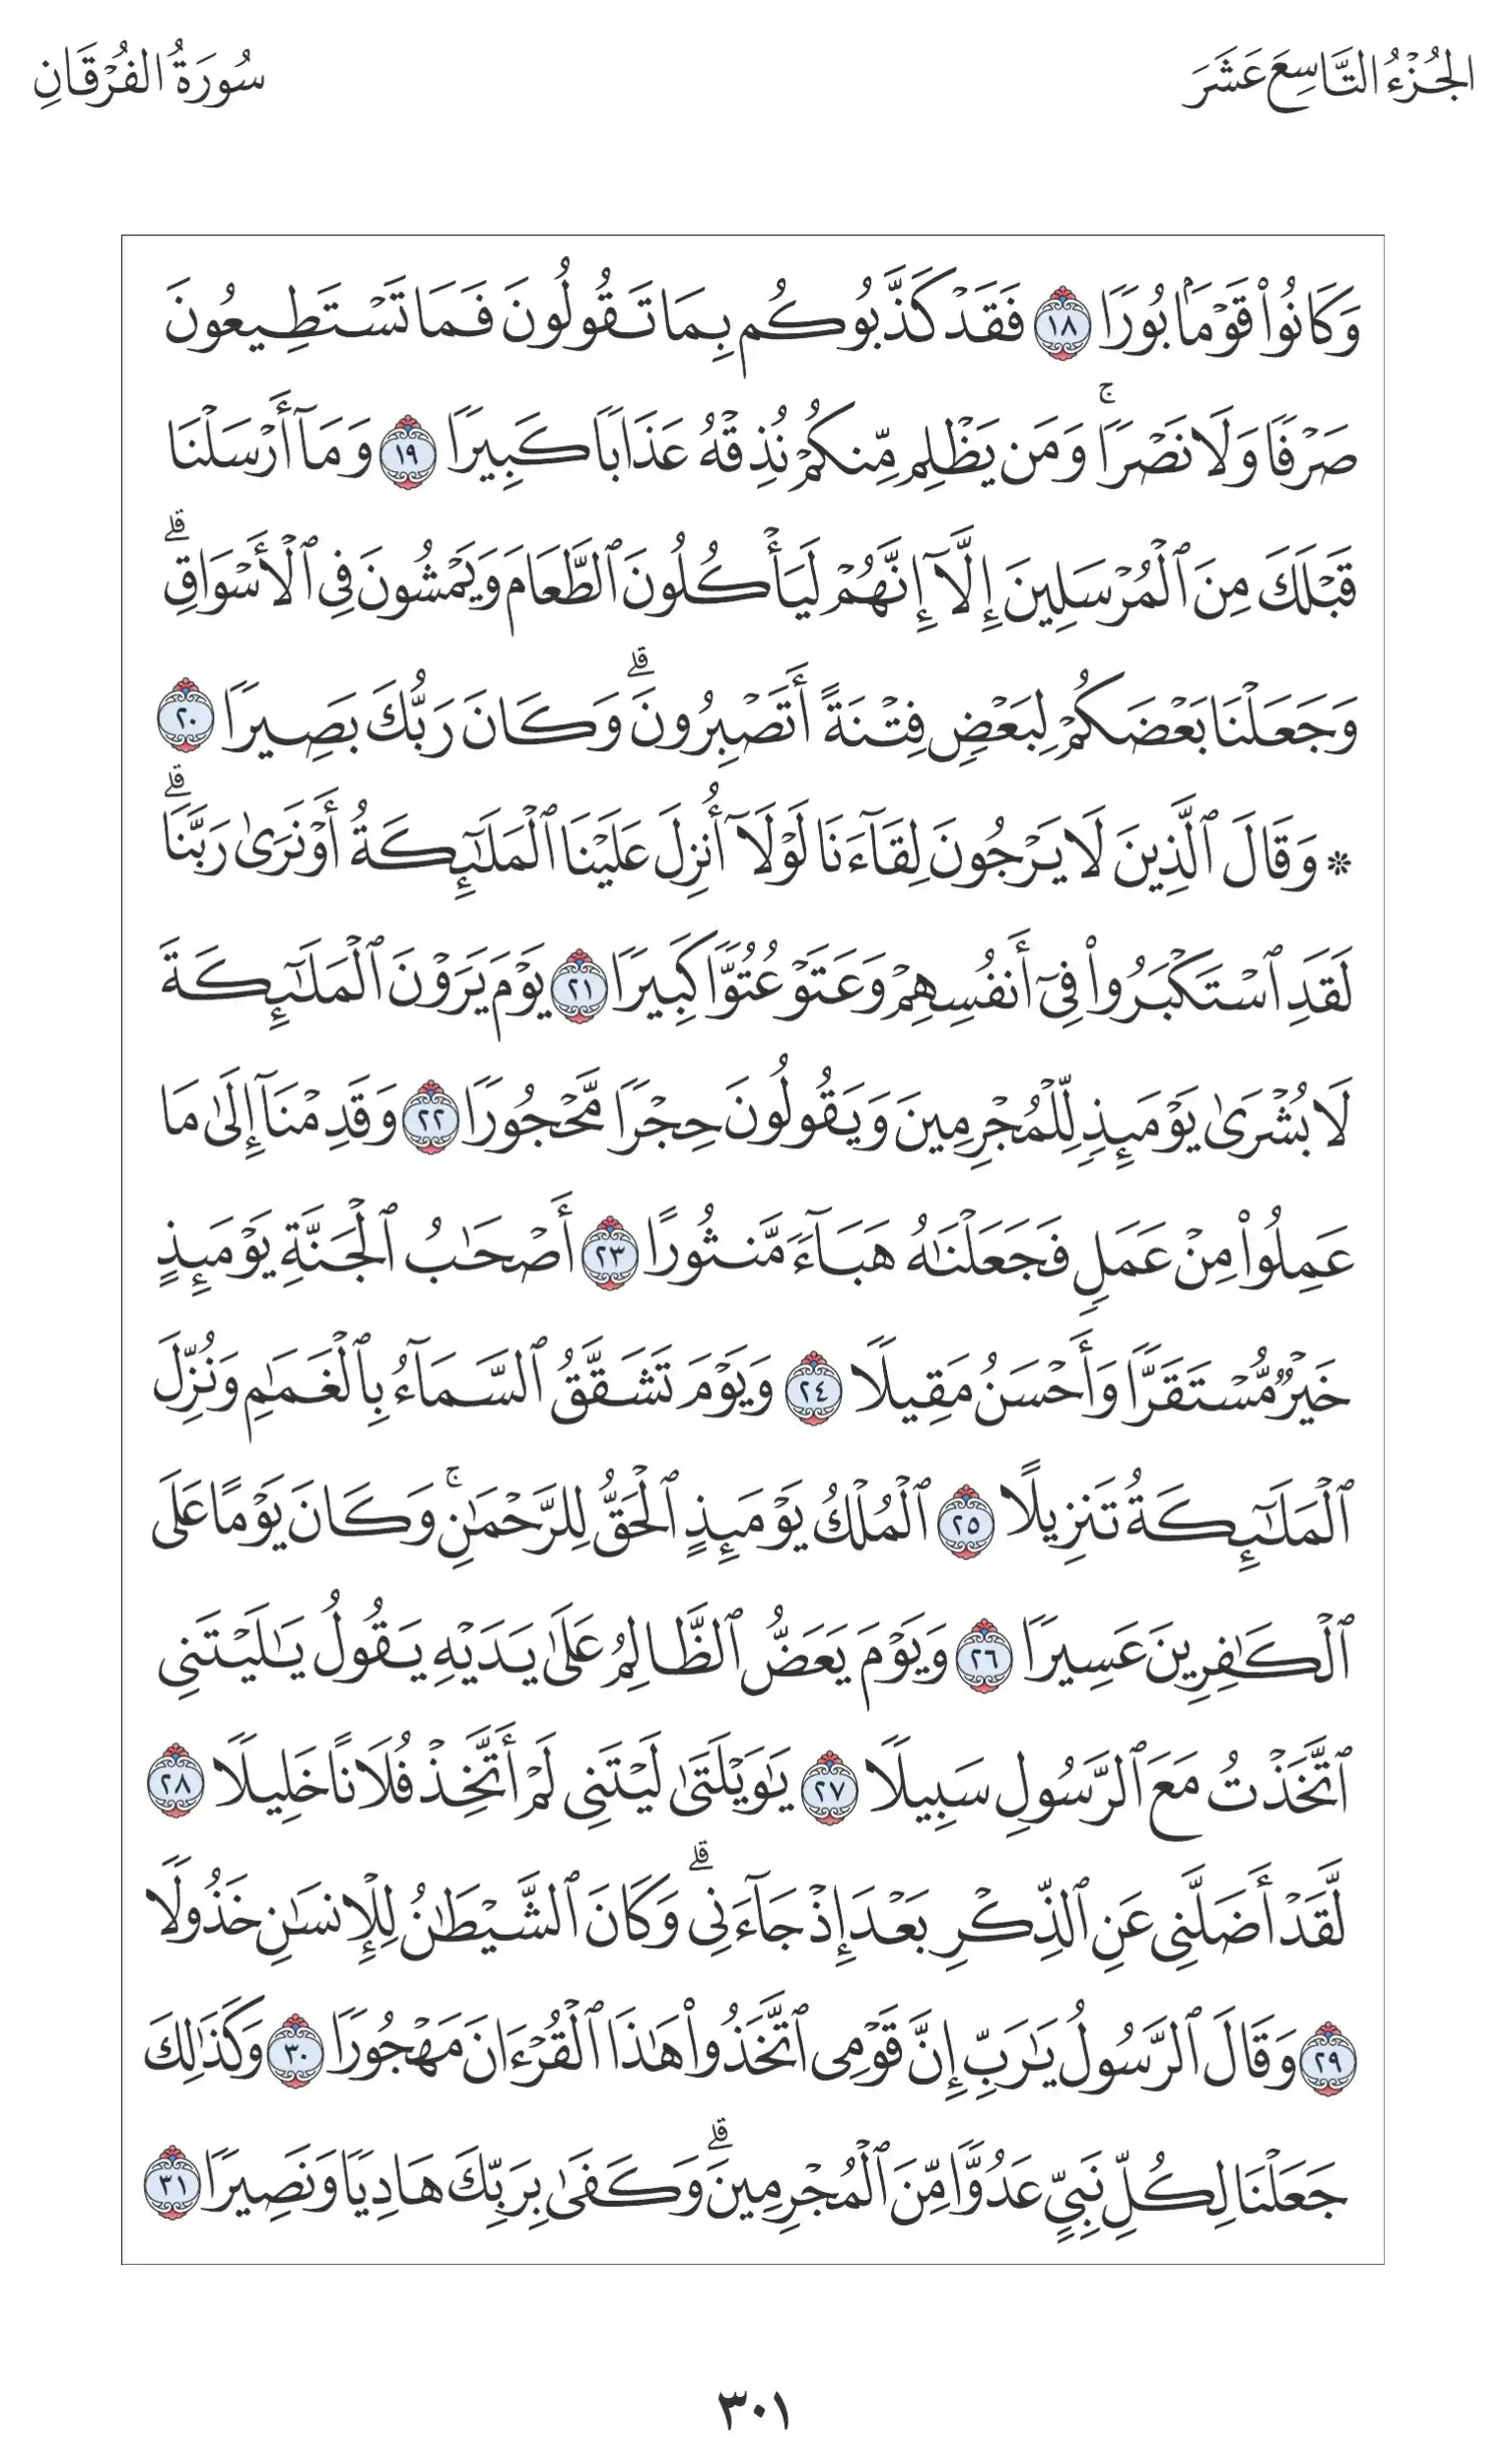 الجُزْءُ التَّاسِعَ عَشَرَ
سُورَةُ الفُرْقَانِ
وَكَانُوا۟ قَوْمَۢا بُورًا ١٨ فَقَدْ كَذَّبُوكُم بِمَا تَقُولُونَ فَمَا تَسْتَطِيعُونَ
صَرْفًا وَلَا نَصْرًا ۚ وَمَن يَظْلِم مِّنكُمْ نُذِقْهُ عَذَابًا كَبِيرًا ١٩ وَمَآ أَرْسَلْنَا
قَبْلَكَ مِنَ ٱلْمُرْسَلِينَ إِلَّآ إِنَّهُمْ لَيَأْكُلُونَ ٱلطَّعَامَ وَيَمْشُونَ فِى ٱلْأَسْوَاقِ ۗ
وَجَعَلْنَا بَعْضَكُمْ لِبَعْضٍ فِتْنَةً أَتَصْبِرُونَ ۗ وَكَانَ رَبُّكَ بَصِيرًا ٢٠
* وَقَالَ ٱلَّذِينَ لَا يَرْجُونَ لِقَآءَنَا لَوْلَآ أُنزِلَ عَلَيْنَا ٱلْمَلَـٰٓئِكَةُ أَوْ نَرَىٰ رَبَّنَا ۗ
لَقَدِ ٱسْتَكْبَرُوا۟ فِىٓ أَنفُسِهِمْ وَعَتَوْ عُتُوًّا كَبِيرًا ٢١ يَوْمَ يَرَوْنَ ٱلْمَلَـٰٓئِكَةَ
لَا بُشْرَىٰ يَوْمَئِذٍ لِّلْمُجْرِمِينَ وَيَقُولُونَ حِجْرًا مَّحْجُورًا ٢٢ وَقَدِمْنَآ إِلَىٰ مَا
عَمِلُوا۟ مِنْ عَمَلٍ فَجَعَلْنَـٰهُ هَبَآءً مَّنثُورًا ٢٣ أَصْحَـٰبُ ٱلْجَنَّةِ يَوْمَئِذٍ
خَيْرٌ مُّسْتَقَرًّا وَأَحْسَنُ مَقِيلًا ٢٤ وَيَوْمَ تَشَقَّقُ ٱلسَّمَآءُ بِٱلْغَمَـٰمِ وَنُزِّلَ
ٱلْمَلَـٰٓئِكَةُ تَنزِيلًا ٢٥ ٱلْمُلْكُ يَوْمَئِذٍ ٱلْحَقُّ لِلرَّحْمَـٰنِ ۚ وَكَانَ يَوْمًا عَلَى
ٱلْكَـٰفِرِينَ عَسِيرًا ٢٦ وَيَوْمَ يَعَضُّ ٱلظَّالِمُ عَلَىٰ يَدَيْهِ يَقُولُ يَـٰلَيْتَنِى
ٱتَّخَذْتُ مَعَ ٱلرَّسُولِ سَبِيلًا ٢٧ يَـٰوَيْلَتَىٰ لَيْتَنِى لَمْ أَتَّخِذْ فُلَانًا خَلِيلًا ٢٨
لَّقَدْ أَضَلَّنِى عَنِ ٱلذِّكْرِ بَعْدَ إِذْ جَآءَنِى ۗ وَكَانَ ٱلشَّيْطَـٰنُ لِلْإِنسَـٰنِ خَذُولًا
٢٩ وَقَالَ ٱلرَّسُولُ يَـٰرَبِّ إِنَّ قَوْمِى ٱتَّخَذُوا۟ هَـٰذَا ٱلْقُرْءَانَ مَهْجُورًا ٣٠ وَكَذَٰلِكَ
جَعَلْنَا لِكُلِّ نَبِىٍّ عَدُوًّا مِّنَ ٱلْمُجْرِمِينَ ۗ وَكَفَىٰ بِرَبِّكَ هَادِيًا وَنَصِيرًا ٣١
٣٠١